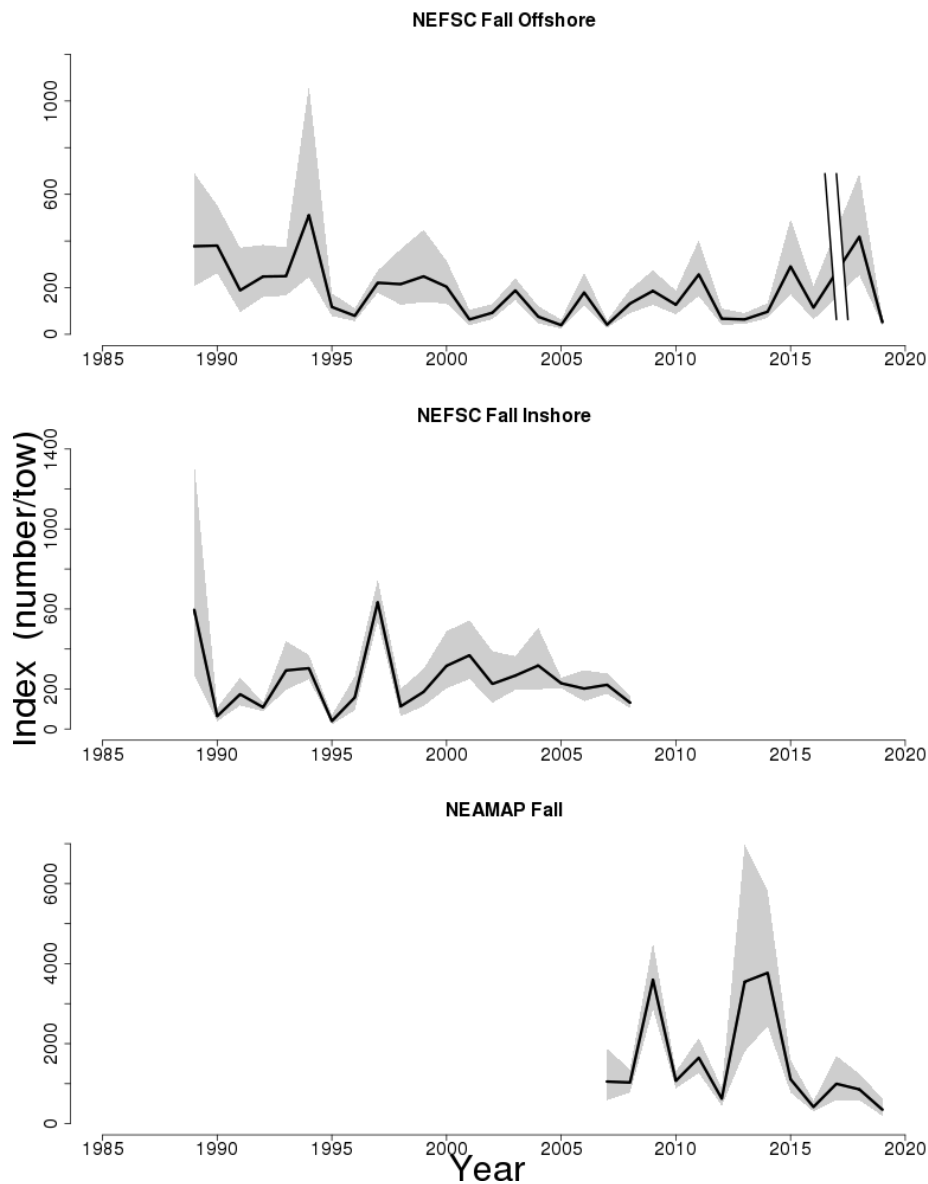 NEFSC Fall Offshore
1000
600
200
0
1985 1990 1995 2000 2005 2010 2015 2020
NEFSC Fall Inshore
Index (number/tow)
1400
1000
600
200
0
1985 1990 1995 2000 2005 2010 2015 2020
NEAMAP Fall
6000
4000
2000
0
1985 1990 1995 2000 2005 2010 2015 2020
Year